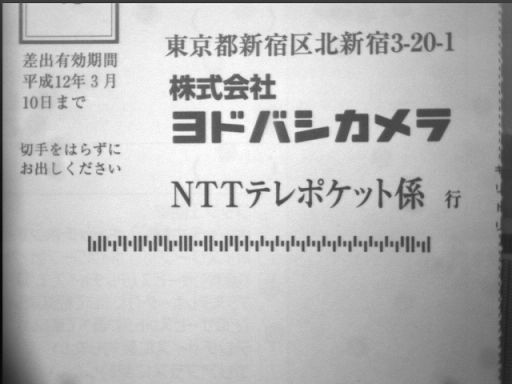 差出有効期間
平成12年3月
10日まで
切手をはらずに
お出しください
東京都新宿区北新宿3-20-1
株式会社
ヨドバシカメラ
NTTテレポケット係 行